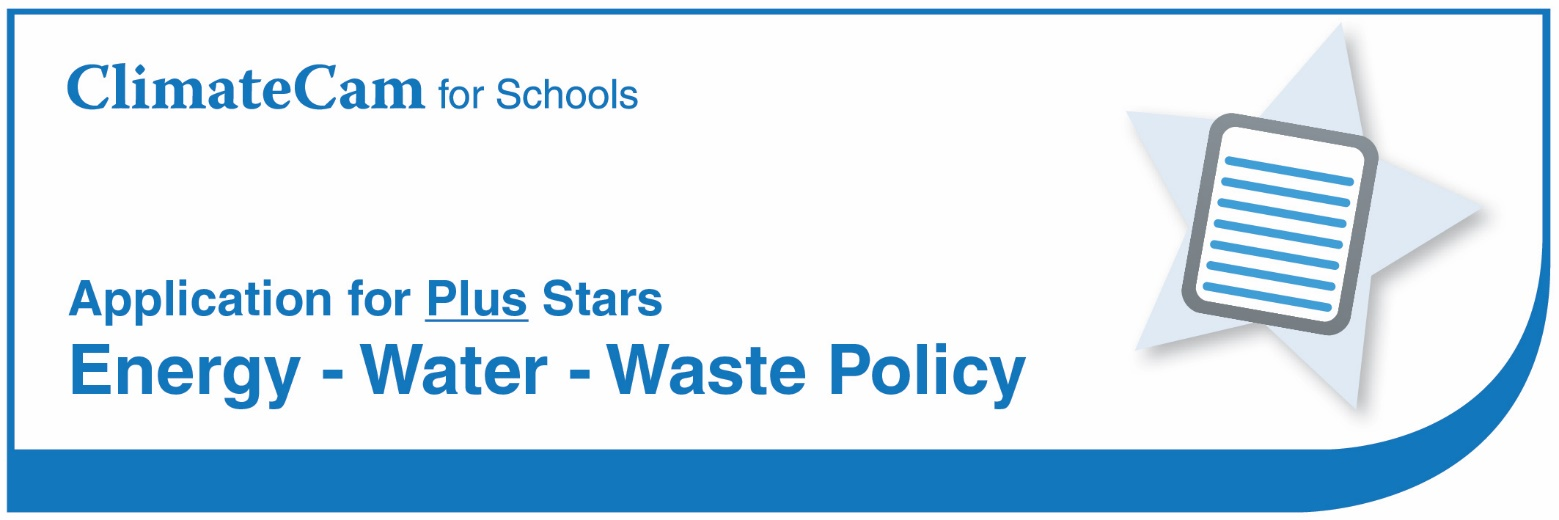 ClimateCam for Schools
Application for Plus Stars
Energy - Water - Waste Policy